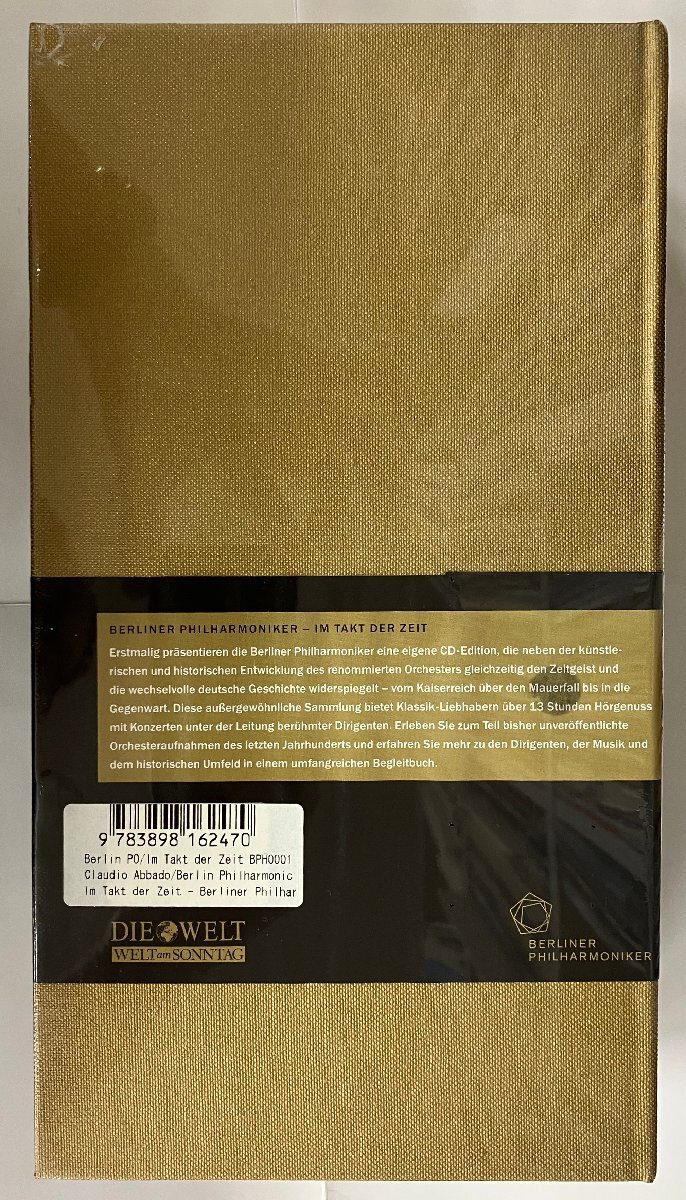 BERLINER PHILHARMONIKER – IM TAKT DER ZEIT
Erstmalig präsentieren die Berliner Philharmoniker eine eigene CD-Edition, die neben der künstle-
rischen und historischen Entwicklung des renommierten Orchesters gleichzeitig den Zeitgeist und
die wechselvolle deutsche Geschichte widerspiegelt – vom Kaiserreich über den Mauerfall bis in die
Gegenwart. Diese außergewöhnliche Sammlung bietet Klassik-Liebhabern über 13 Stunden Hörgenuss
mit Konzerten unter der Leitung berühmter Dirigenten. Erleben Sie zum Teil bisher unveröffentlichte
Orchesteraufnahmen des letzten Jahrhunderts und erfahren Sie mehr zu den Dirigenten, der Musik und
dem historischen Umfeld in einem umfangreichen Begleitbuch.
9 783898 162470
Berlin PO/Im Takt der Zeit BPH0001
Claudio Abbado/Berlin Philharmonic
Im Takt der Zeit - Berliner Philhar
DIE WELT
WELT am SONNTAG
BERLINER
PHILHARMONIKER